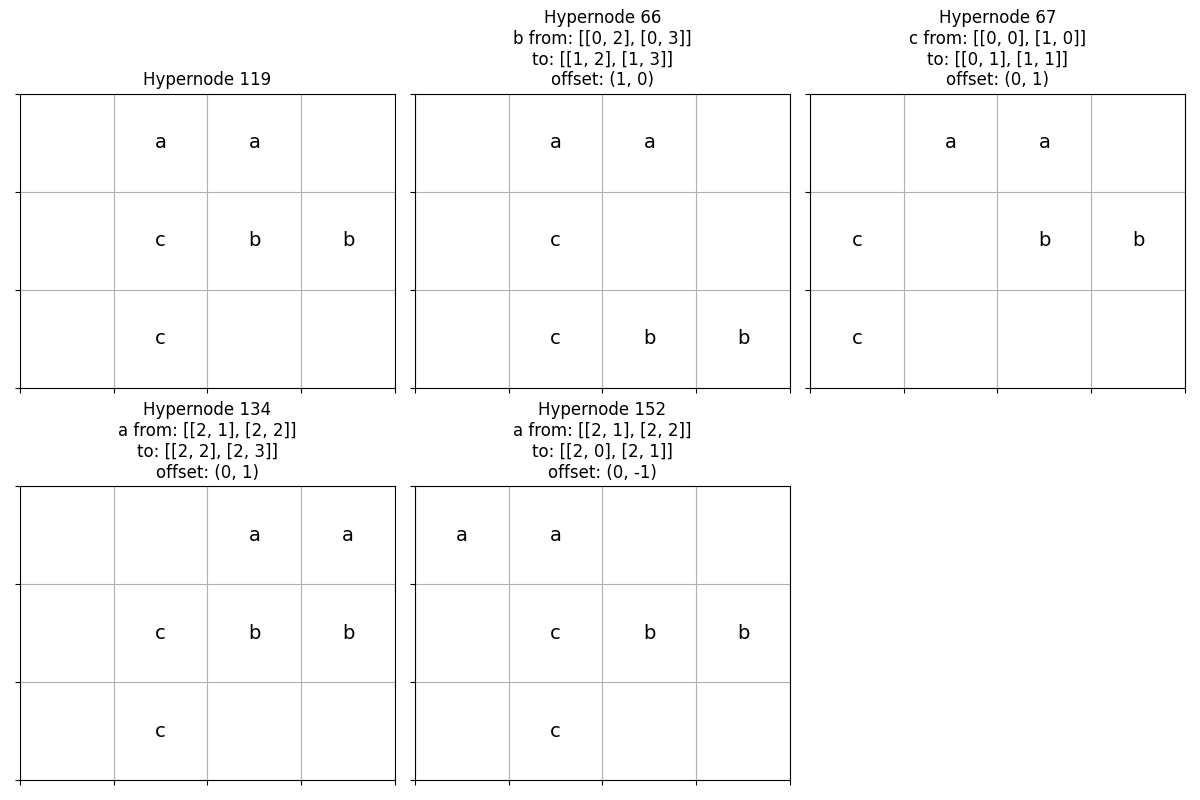 Hypernode 119
a a
c b b
c
Hypernode 66
b from: [[0, 2], [0, 3]]
to: [[1, 2], [1, 3]]
offset: (1, 0)
a a
c
c b b
Hypernode 67
c from: [[0, 0], [1, 0]]
to: [[0, 1], [1, 1]]
offset: (0, 1)
a a
c b b
c
Hypernode 134
a from: [[2, 1], [2, 2]]
to: [[2, 2], [2, 3]]
offset: (0, 1)
a a
c b b
c
Hypernode 152
a from: [[2, 1], [2, 2]]
to: [[2, 0], [2, 1]]
offset: (0, -1)
a a
c b b
c